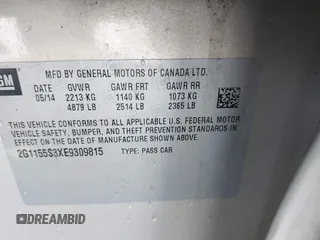 GM
MFD BY GENERAL MOTORS OF CANADA LTD.
DATE GVWR GAWR FRT GAWR RR
05/14 2213 KG 1140 KG 1073 KG
4879 LB 2514 LB 2365 LB
THIS VEHICLE CONFORMS TO ALL APPLICABLE U.S. FEDERAL MOTOR VEHICLE
SAFETY, BUMPER, AND THEFT PREVENTION STANDARDS IN
EFFECT ON THE DATE OF MANUFACTURE SHOWN ABOVE.
2G1155S3XE9309815 TYPE: PASS CAR
AUTOHELPERBOT.COM